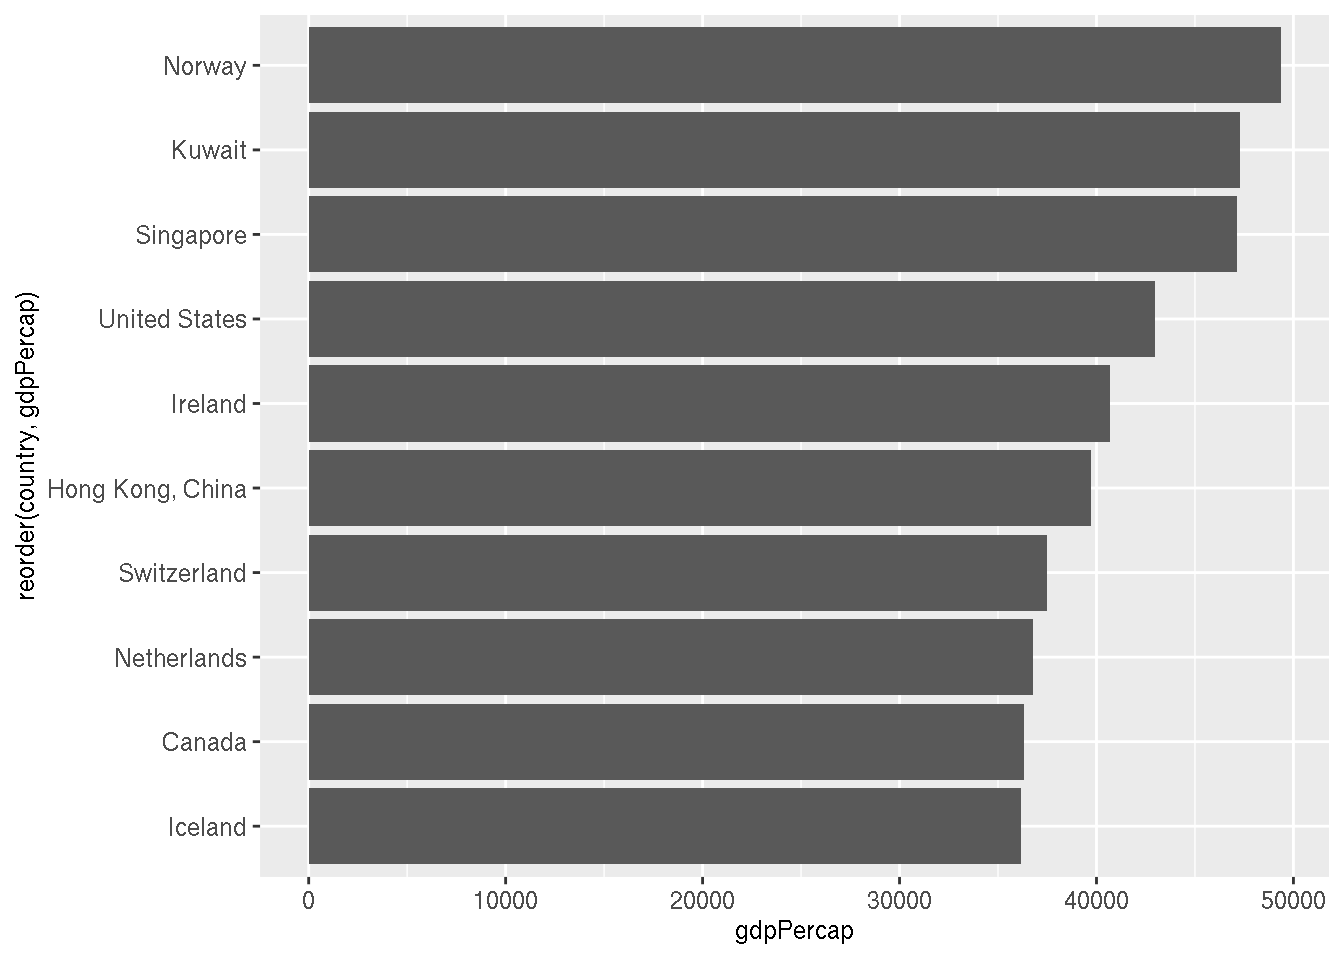 reorder(country, gdpPercap)
Norway
Kuwait
Singapore
United States
Ireland
Hong Kong, China
Switzerland
Netherlands
Canada
Iceland
0 10000 20000 30000 40000 50000
gdpPercap